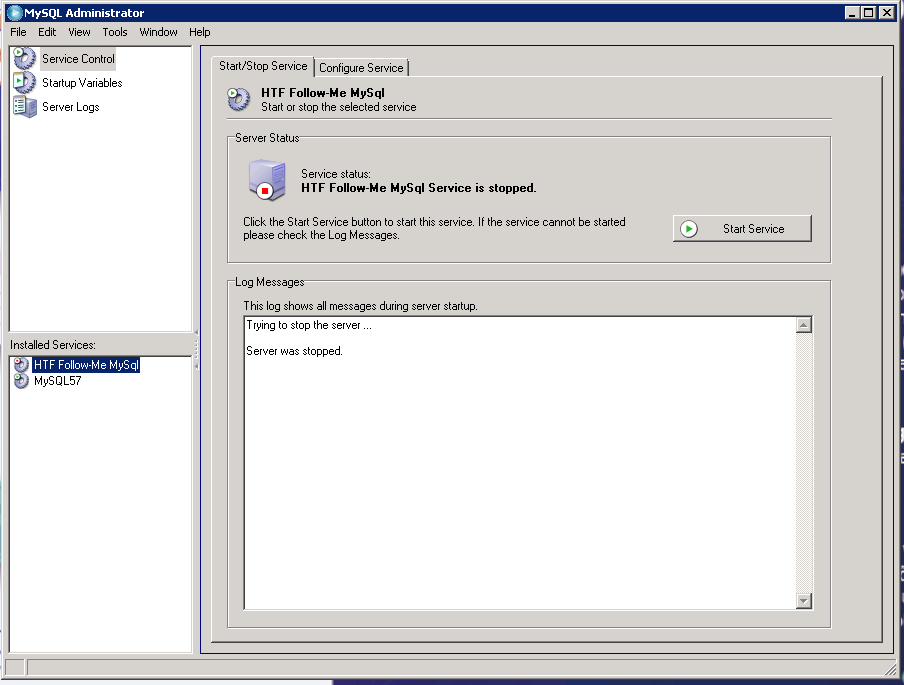 MySQL Administrator
File Edit View Tools Window Help
Service Control
Startup Variables
Server Logs
Installed Services:
HTF Follow-Me MySql
MySQL57
Start/Stop Service
Configure Service
HTF Follow-Me MySql
Start or stop the selected service
Server Status
Service status:
HTF Follow-Me MySql Service is stopped.
Click the Start Service button to start this service. If the service cannot be started
please check the Log Messages.
Start Service
Log Messages
This log shows all messages during server startup.
Trying to stop the server ...
Server was stopped.